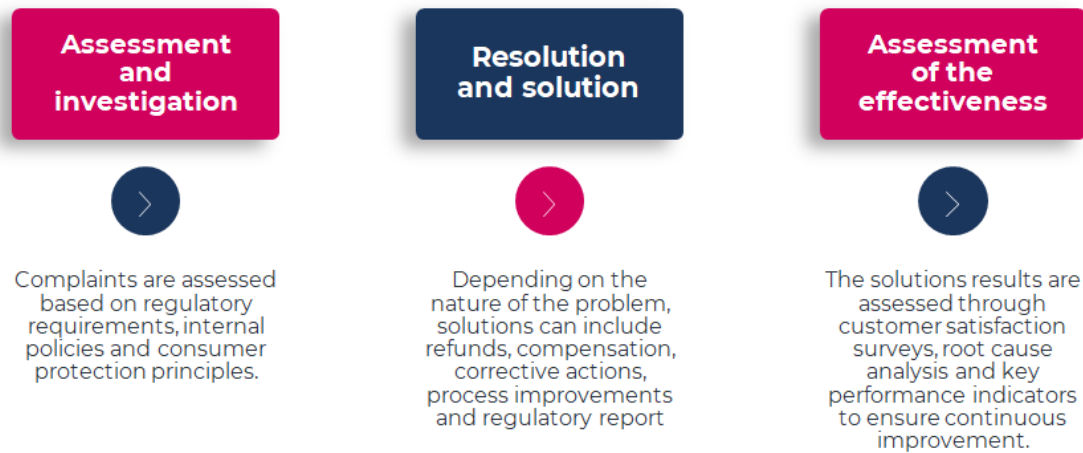 Assessment
and
investigation
Complaints are assessed
based on regulatory
requirements, internal
policies and consumer
protection principles.
Resolution
and solution
Depending on the
nature of the problem,
solutions can include
refunds, compensation,
corrective actions,
process improvements
and regulatory report
Assessment
of the
effectiveness
The solutions results are
assessed through
customer satisfaction
surveys, root cause
analysis and key
performance indicators
to ensure continuous
improvement.